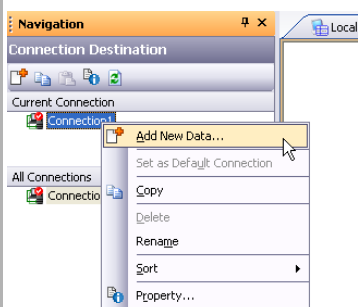 Navigation
Local
Connection Destination
Current Connection
Connection1
Add New Data...
Set as Default Connection
All Connections
Connectio
Copy
Delete
Rename
Sort
Property...